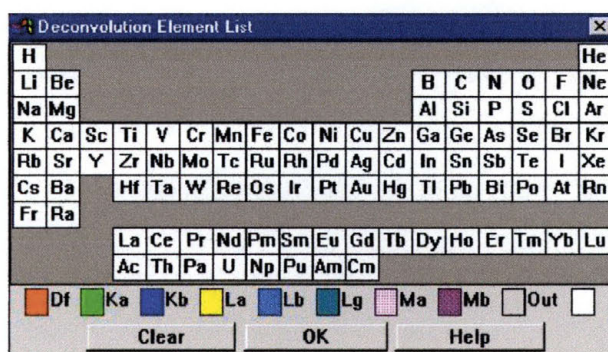 Deconvolution Element List
H He
Li Be B C N O F Ne
Na Mg Al Si P S Cl Ar
K Ca Sc Ti V Cr Mn Fe Co Ni Cu Zn Ga Ge As Se Br Kr
Rb Sr Y Zr Nb Mo Tc Ru Rh Pd Ag Cd In Sn Sb Te I Xe
Cs Ba Hf Ta W Re Os Ir Pt Au Hg Tl Pb Bi Po At Rn
Fr Ra
La Ce Pr Nd Pm Sm Eu Gd Tb Dy Ho Er Tm Yb Lu
Ac Th Pa U Np Pu Am Cm
Df Ka Kb La Lb Lg Ma Mb Out
Clear OK Help